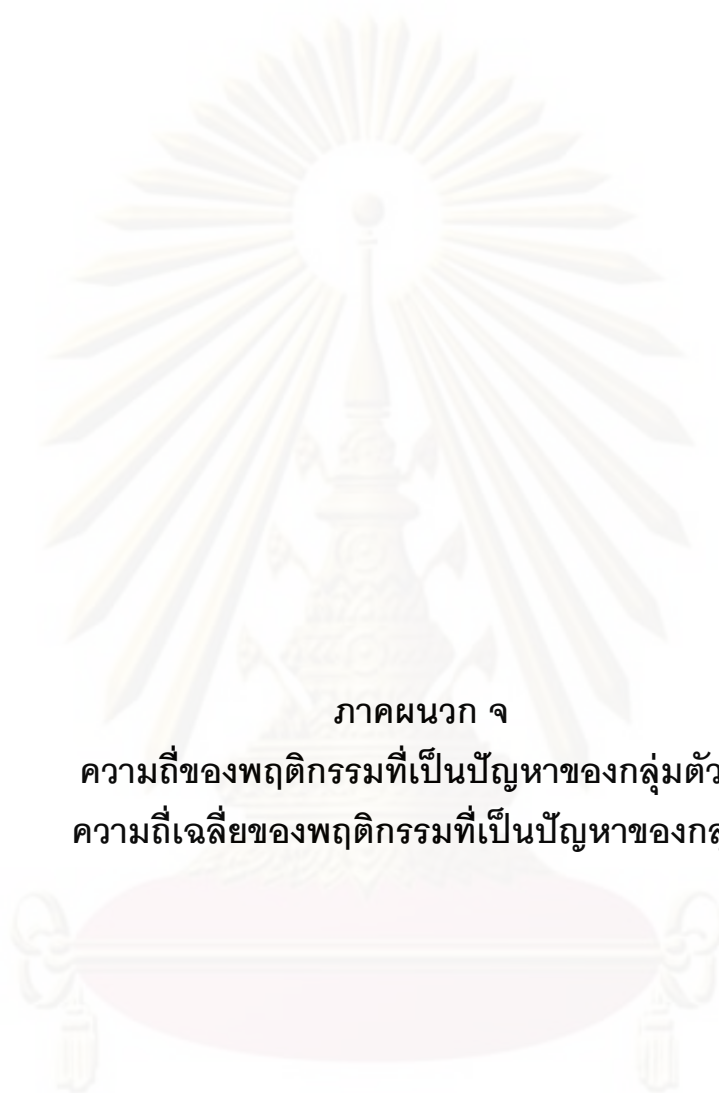 ภาคผนวก จ
ความถี่ของพฤติกรรมที่เป็นปัญหาของกลุ่มตัว
ความถี่เฉลี่ยของพฤติกรรมที่เป็นปัญหาของ